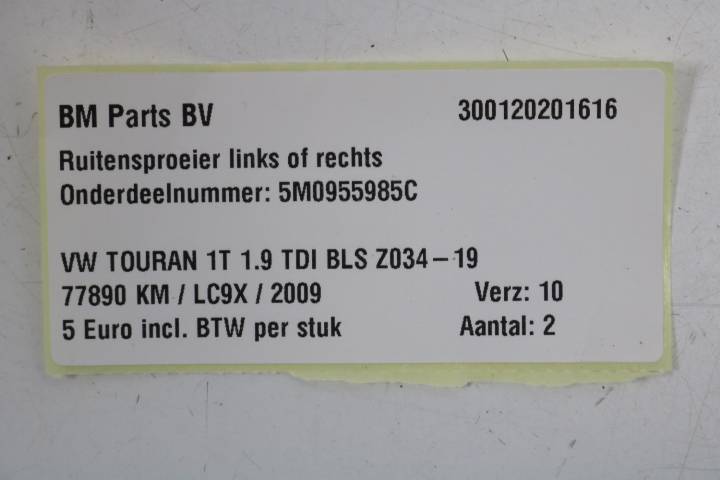 BM Parts BV 300120201616
Ruitensproeier links of rechts
Onderdeelnummer: 5M0955985C
VW TOURAN 1T 1.9 TDI BLS Z034-19
77890 KM / LC9X / 2009 Verz: 10
5 Euro incl. BTW per stuk Aantal: 2